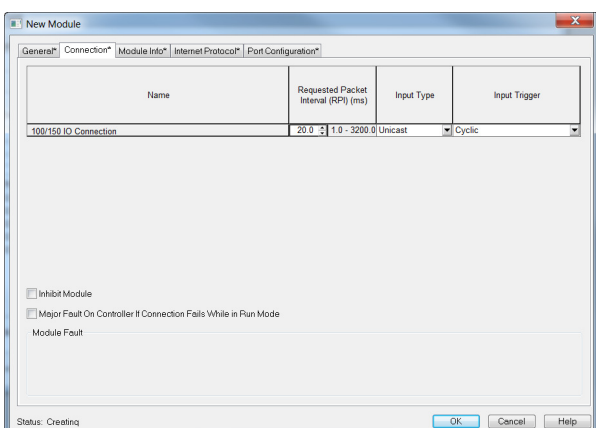 New Module
General* Connection* Module Info* Internet Protocol* Port Configuration*
Name
Requested Packet
Interval (RPI) (ms)
Input Type
Input Trigger
100/150 IO Connection 20.0 1.0 - 3200.0 Unicast Cyclic
Inhibit Module
Major Fault On Controller If Connection Fails While in Run Mode
Module Fault
Status: Creating OK Cancel Help